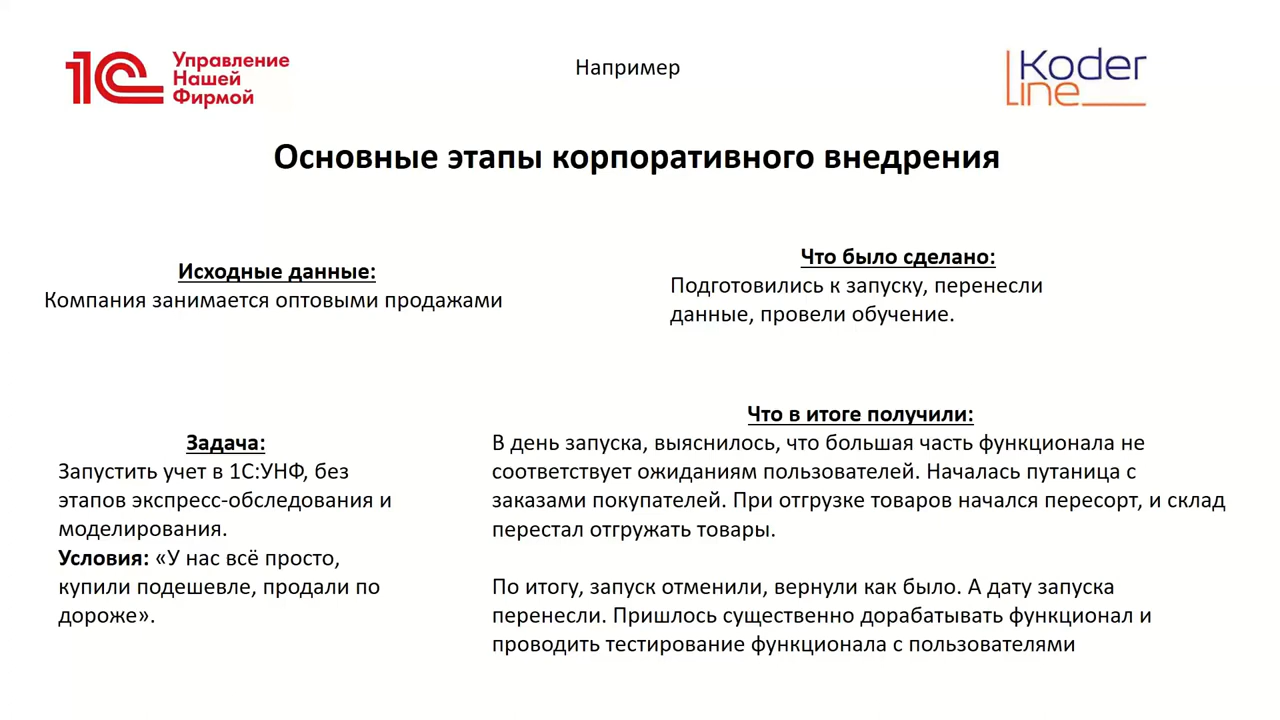 1С Управление
Нашей
Фирмой
Например
Koder
Line
Основные этапы корпоративного внедрения
Исходные данные:
Компания занимается оптовыми продажами
Что было сделано:
Подготовились к запуску, перенесли
данные, провели обучение.
Задача:
Запустить учет в 1С:УНФ, без
этапов экспресс-обследования и
моделирования.
Условия: «У нас всё просто,
купили подешевле, продали по
дороже».
Что в итоге получили:
В день запуска, выяснилось, что большая часть функционала не
соответствует ожиданиям пользователей. Началась путаница с
заказами покупателей. При отгрузке товаров начался пересорт, и склад
перестал отгружать товары.
По итогу, запуск отменили, вернули как было. А дату запуска
перенесли. Пришлось существенно дорабатывать функционал и
проводить тестирование функционала с пользователями